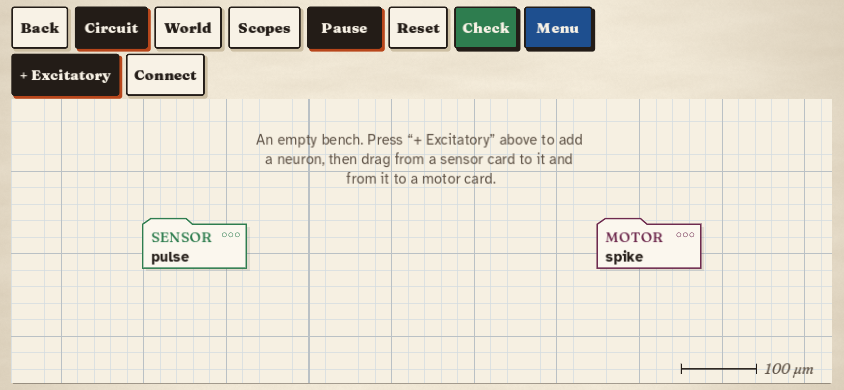 Back Circuit World Scopes Pause Reset Check Menu
+ Excitatory Connect
An empty bench. Press “+ Excitatory” above to add
a neuron, then drag from a sensor card to it and
from it to a motor card.
SENSOR
pulse
MOTOR
spike
100 μm